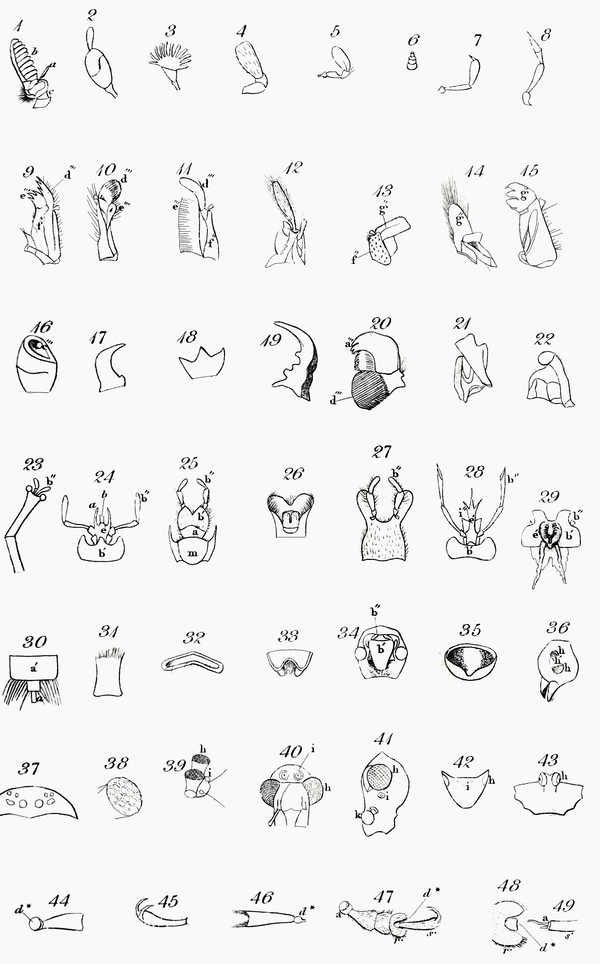 1 2 3 4 5 6 7 8
b a c f
9 10 11 12 13 14 15
d''' d''' d'''
e'' e''' e'' g'' g'' g''
f f f''
16 17 18 19 20 21 22
a''
d'''
23 24 25 26 27 28 29
b'' b b'' b'' b'' b'' b''
a i
e b e b'
b' a b
m
30 31 32 33 34 35 36
b''
a' b' h
h
a h
37 38 39 40 41 42 43
h i h h h
i h i i
k
44 45 46 47 48 49
d* d* d* a
a s. s.
r. r. d*